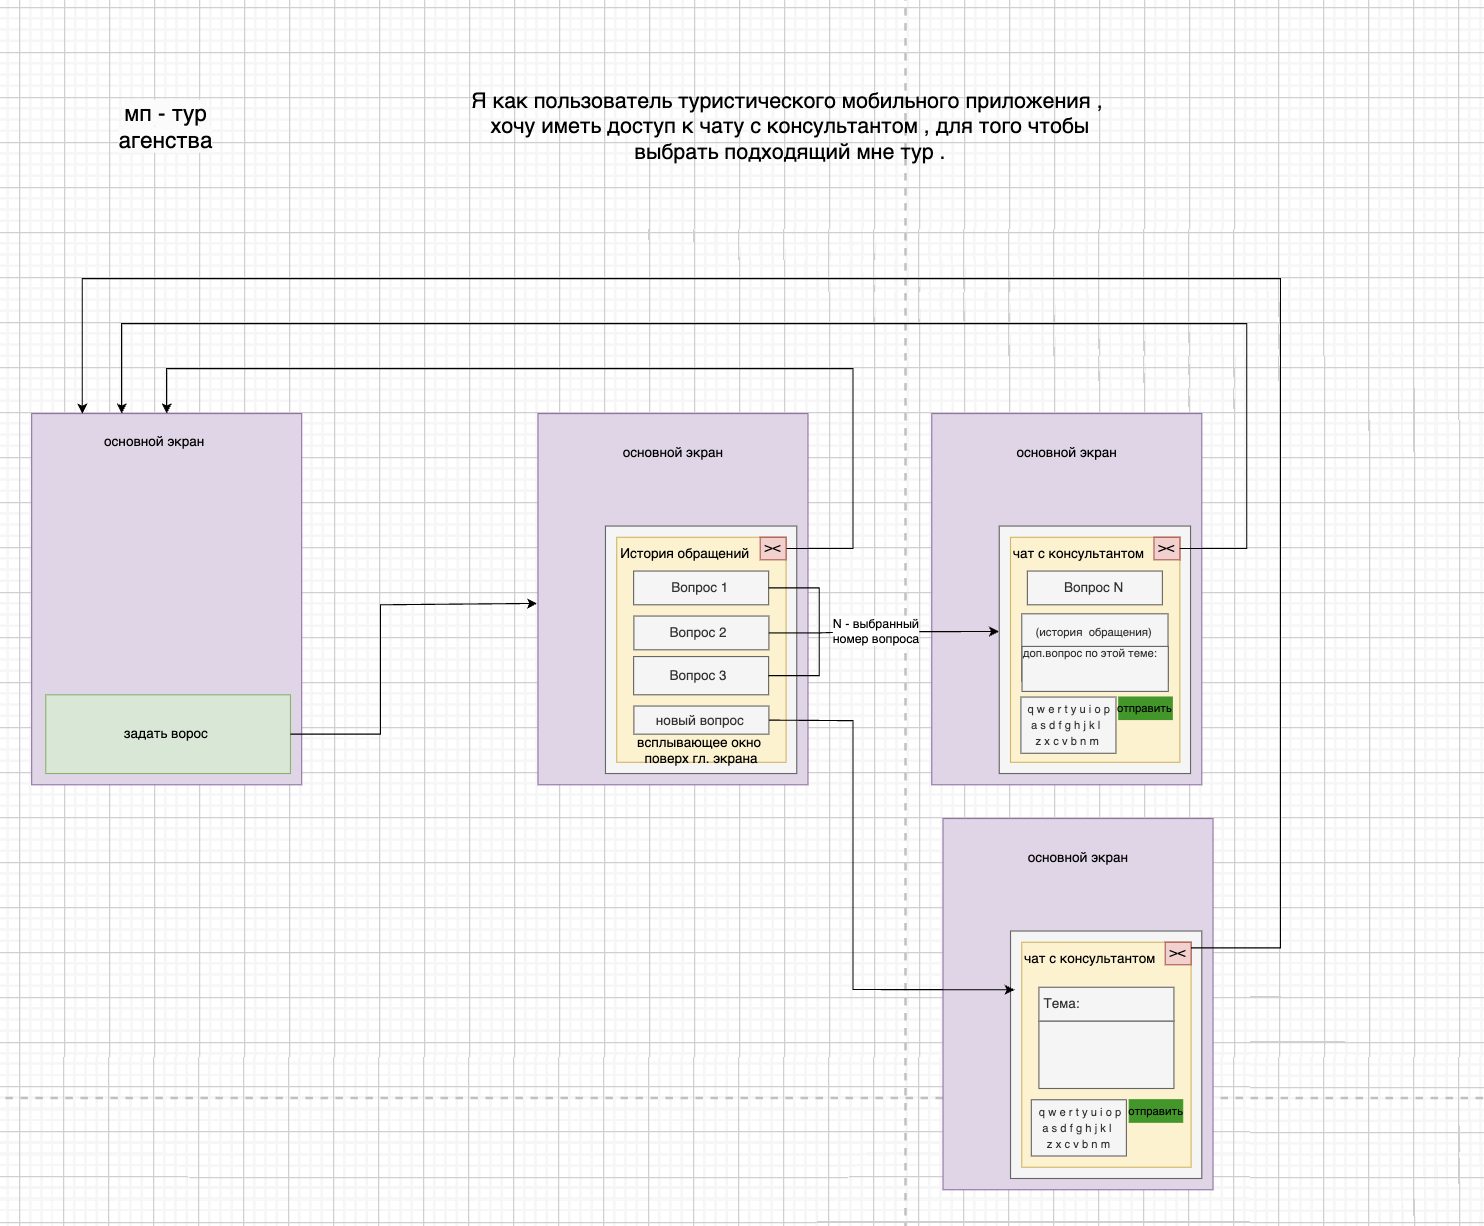 мп - тур
агенства
Я как пользователь туристического мобильного приложения ,
хочу иметь доступ к чату с консультантом , для того чтобы
выбрать подходящий мне тур .
основной экран
задать ворос
основной экран
История обращений
><
Вопрос 1
Вопрос 2
Вопрос 3
новый вопрос
всплывающее окно
поверх гл. экрана
N - выбранный
номер вопроса
основной экран
чат с консультантом
><
Вопрос N
(история обращения)
доп.вопрос по этой теме:
q w e r t y u i o p
a s d f g h j k l
z x c v b n m
отправить
основной экран
чат с консультантом
><
Тема:
q w e r t y u i o p
a s d f g h j k l
z x c v b n m
отправить